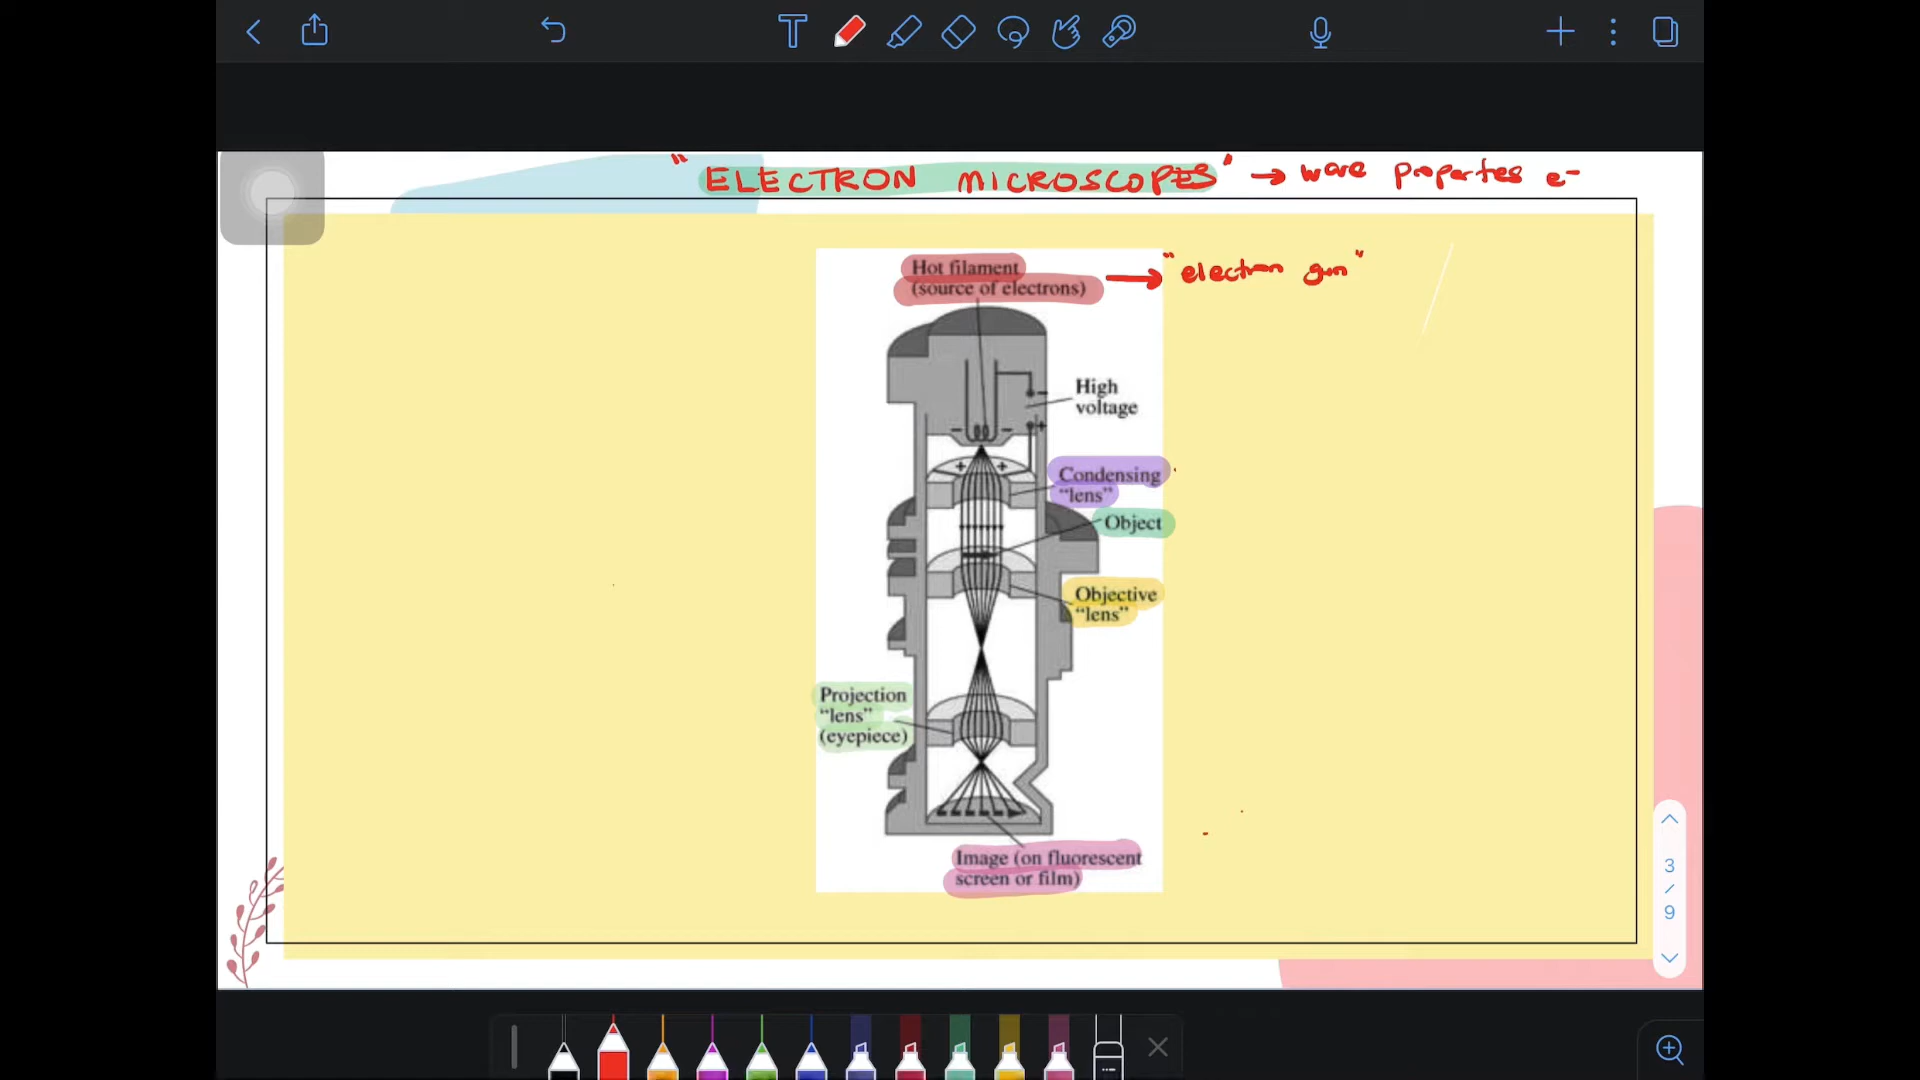 "ELECTRON MICROSCOPES" → wave properties e-
Hot filament
(source of electrons)
→ "electron gun"
High
voltage
Condensing
“lens”
Object
Objective
“lens”
Projection
“lens”
(eyepiece)
Image (on fluorescent
screen or film)
3
/
9